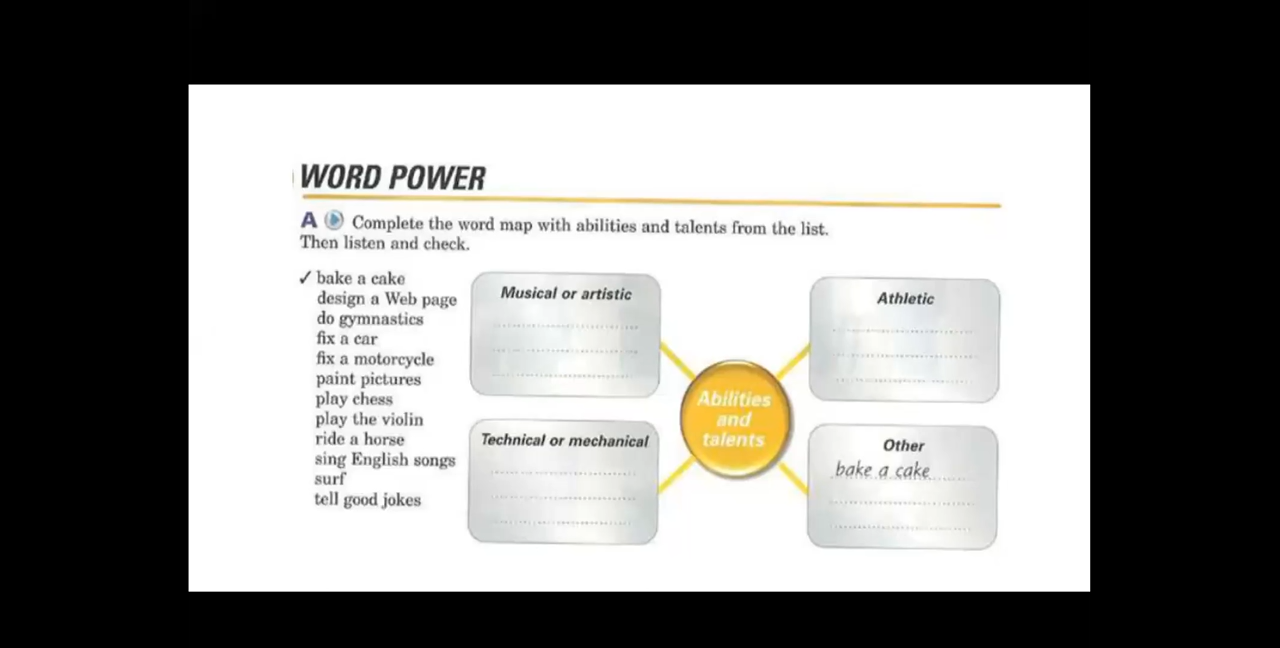 WORD POWER
A Complete the word map with abilities and talents from the list.
Then listen and check.
✓ bake a cake
design a Web page
do gymnastics
fix a car
fix a motorcycle
paint pictures
play chess
play the violin
ride a horse
sing English songs
surf
tell good jokes
Musical or artistic
Technical or mechanical
Abilities
and
talents
Athletic
Other
bake a cake